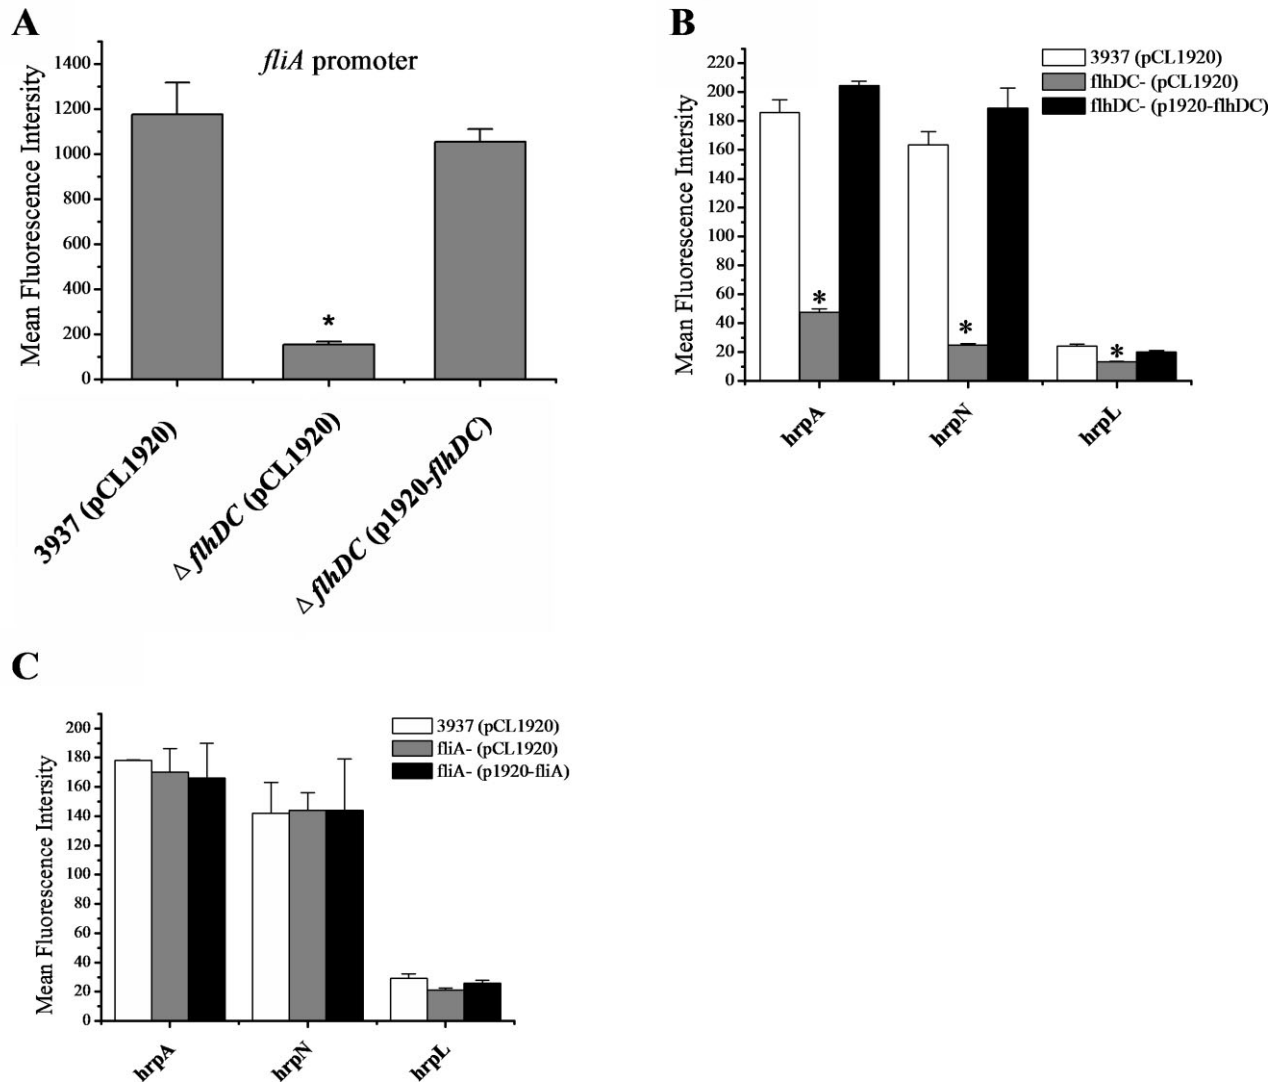 A
fliA promoter
Mean Fluorescence Intersity
1400
1200
1000
800
600
400
200
0
*
3937 (pCL1920)
Δ flhDC (pCL1920)
Δ flhDC (p1920-flhDC)
B
3937 (pCL1920)
flhDC- (pCL1920)
flhDC- (p1920-flhDC)
Mean Fluorescence Intersity
220
200
180
160
140
120
100
80
60
40
20
0
*
*
*
hrpA
hrpN
hrpL
C
3937 (pCL1920)
fliA- (pCL1920)
fliA- (p1920-fliA)
Mean Fluorescence Intersity
200
180
160
140
120
100
80
60
40
20
0
hrpA
hrpN
hrpL